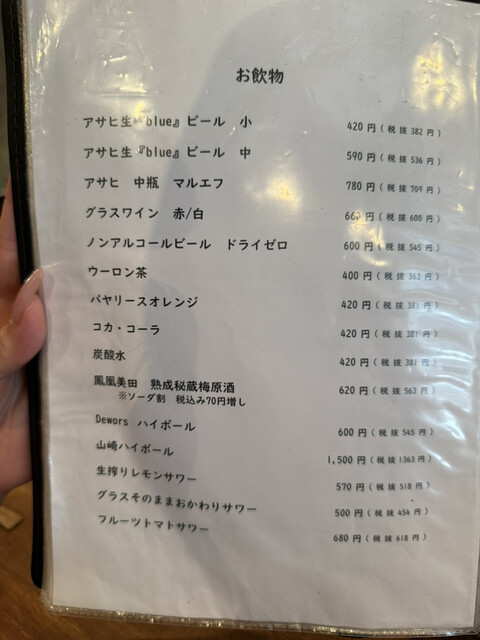 お飲物
アサヒ生『blue』ビール 小 420円(税抜382円)
アサヒ生『blue』ビール 中 590円(税抜536円)
アサヒ 中瓶 マルエフ 780円(税抜709円)
グラスワイン 赤/白 660円(税抜600円)
ノンアルコールビール ドライゼロ 600円(税抜545円)
ウーロン茶 400円(税抜363円)
バヤリースオレンジ 420円(税抜381円)
コカ・コーラ 420円(税抜381円)
炭酸水 420円(税抜381円)
鳳凰美田 熟成秘蔵梅原酒 620円(税抜563円)
※ソーダ割 税込み70円増し
Dewors ハイボール 600円(税抜545円)
山崎ハイボール 1,500円(税抜1363円)
生搾りレモンサワー 570円(税抜518円)
グラスそのままおかわりサワー 500円(税抜454円)
フルーツトマトサワー 680円(税抜618円)